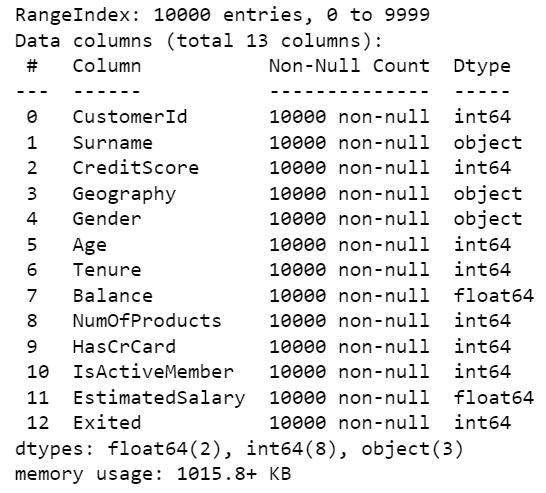 RangeIndex: 10000 entries, 0 to 9999
Data columns (total 13 columns):
 #   Column           Non-Null Count  Dtype
---  ------           --------------  -----
 0   CustomerId       10000 non-null  int64
 1   Surname          10000 non-null  object
 2   CreditScore      10000 non-null  int64
 3   Geography        10000 non-null  object
 4   Gender           10000 non-null  object
 5   Age              10000 non-null  int64
 6   Tenure           10000 non-null  int64
 7   Balance          10000 non-null  float64
 8   NumOfProducts    10000 non-null  int64
 9   HasCrCard        10000 non-null  int64
 10  IsActiveMember   10000 non-null  int64
 11  EstimatedSalary  10000 non-null  float64
 12  Exited           10000 non-null  int64
dtypes: float64(2), int64(8), object(3)
memory usage: 1015.8+ KB